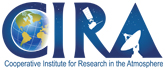 CIRA
Cooperative Institute for Research in the Atmosphere